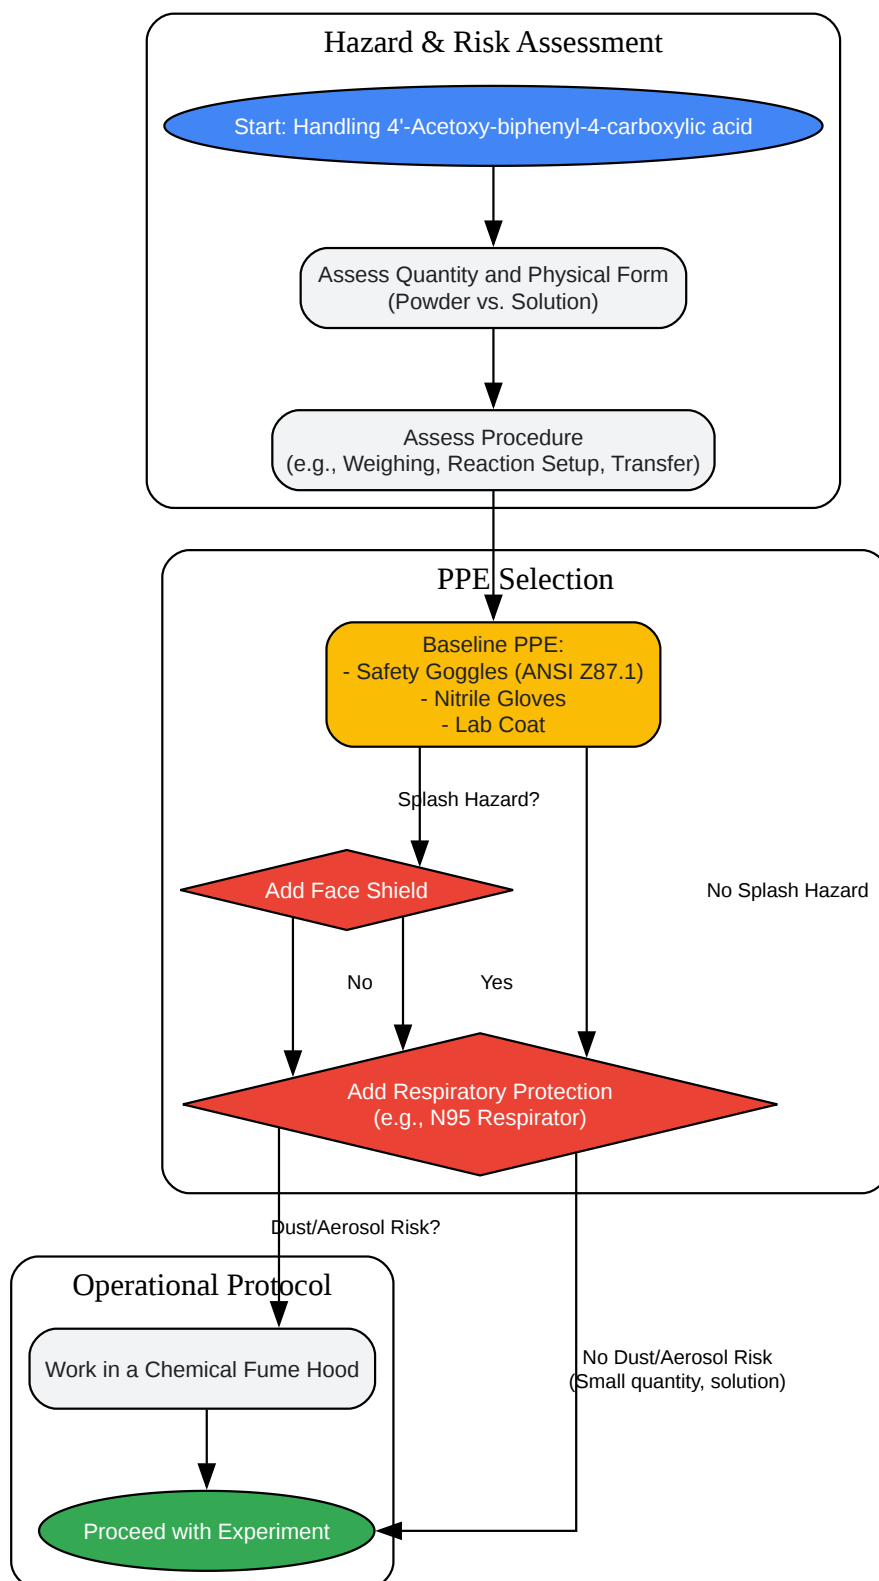 Hazard & Risk Assessment
Start: Handling 4'-Acetoxy-biphenyl-4-carboxylic acid
Assess Quantity and Physical Form
(Powder vs. Solution)
Assess Procedure
(e.g., Weighing, Reaction Setup, Transfer)
PPE Selection
Baseline PPE:
- Safety Goggles (ANSI Z87.1)
- Nitrile Gloves
- Lab Coat
Splash Hazard?
Add Face Shield
No Splash Hazard
No
Yes
Add Respiratory Protection
(e.g., N95 Respirator)
Dust/Aerosol Risk?
Operational Protocol
Work in a Chemical Fume Hood
No Dust/Aerosol Risk
(Small quantity, solution)
Proceed with Experiment